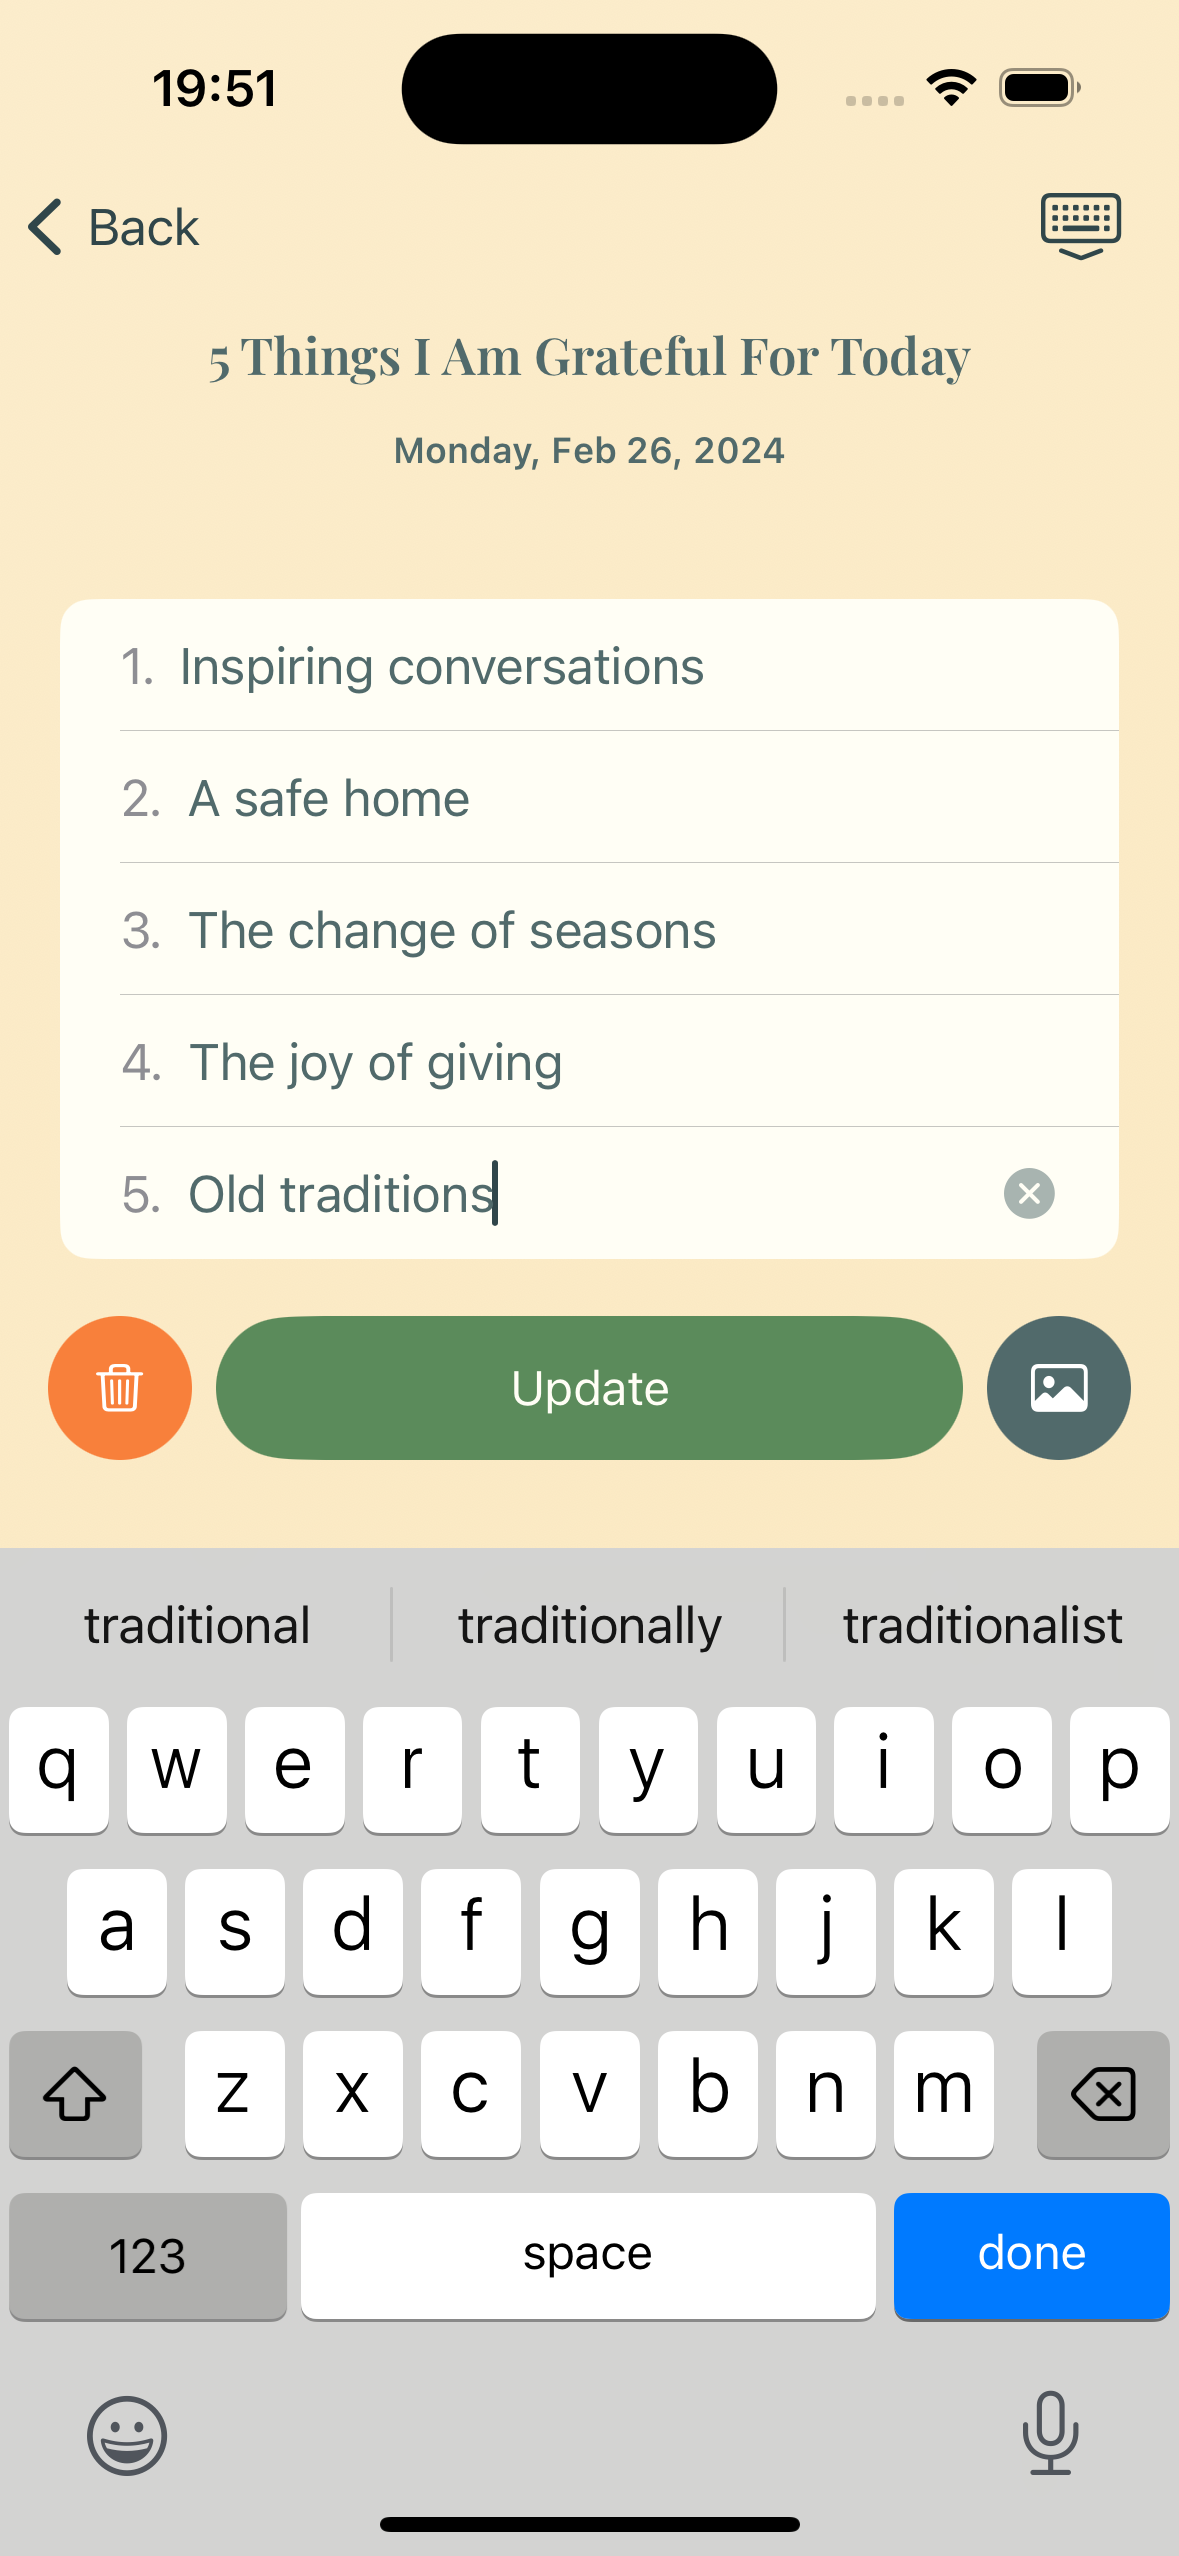 19:51
Back
5 Things I Am Grateful For Today
Monday, Feb 26, 2024
1. Inspiring conversations
2. A safe home
3. The change of seasons
4. The joy of giving
5. Old traditions
Update
traditional traditionally traditionalist
q w e r t y u i o p
a s d f g h j k l
z x c v b n m
123 space done